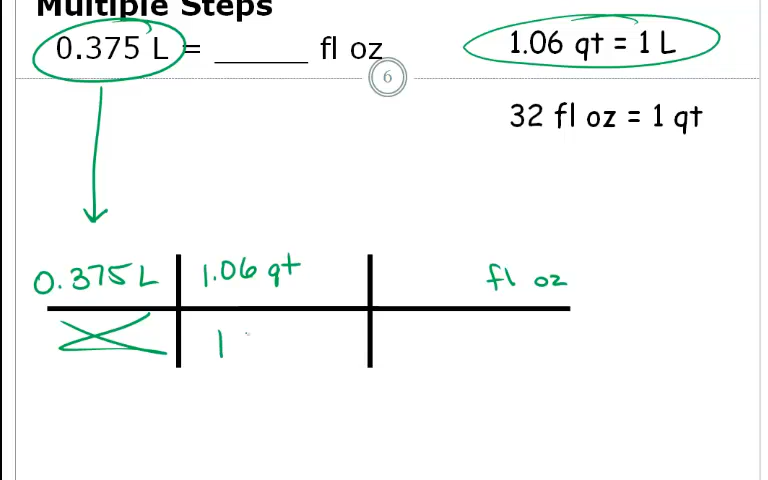 Multiple Steps
0.375 L = ______ fl oz
1.06 qt = 1 L
6
32 fl oz = 1 qt
0.375 L 1.06 qt fl oz
1